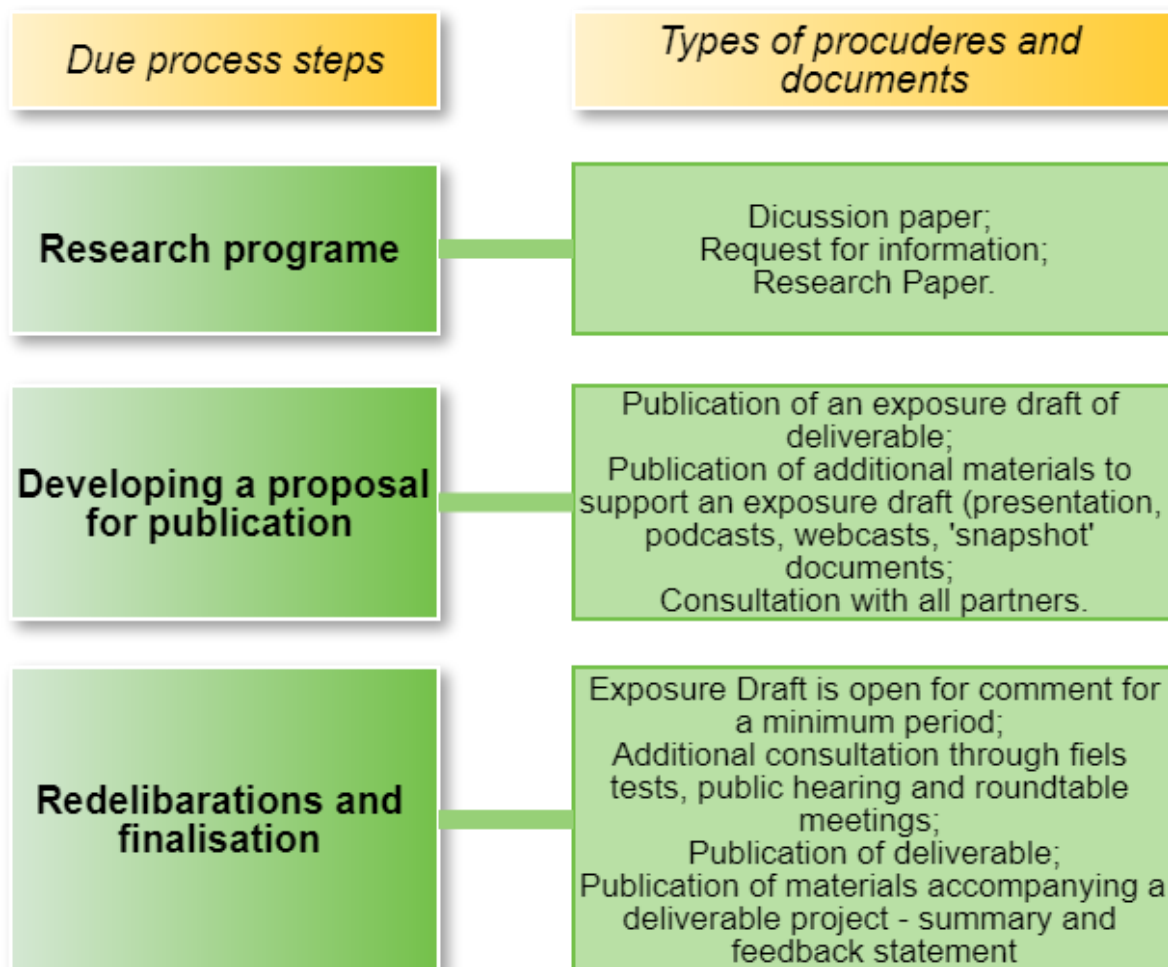 Due process steps
Types of procuderes and
documents
Research programe
Dicussion paper;
Request for information;
Research Paper.
Developing a proposal
for publication
Publication of an exposure draft of
deliverable;
Publication of additional materials to
support an exposure draft (presentation,
podcasts, webcasts, 'snapshot'
documents;
Consultation with all partners.
Redelibarations and
finalisation
Exposure Draft is open for comment for
a minimum period;
Additional consultation through fiels
tests, public hearing and roundtable
meetings;
Publication of deliverable;
Publication of materials accompanying a
deliverable project - summary and
feedback statement